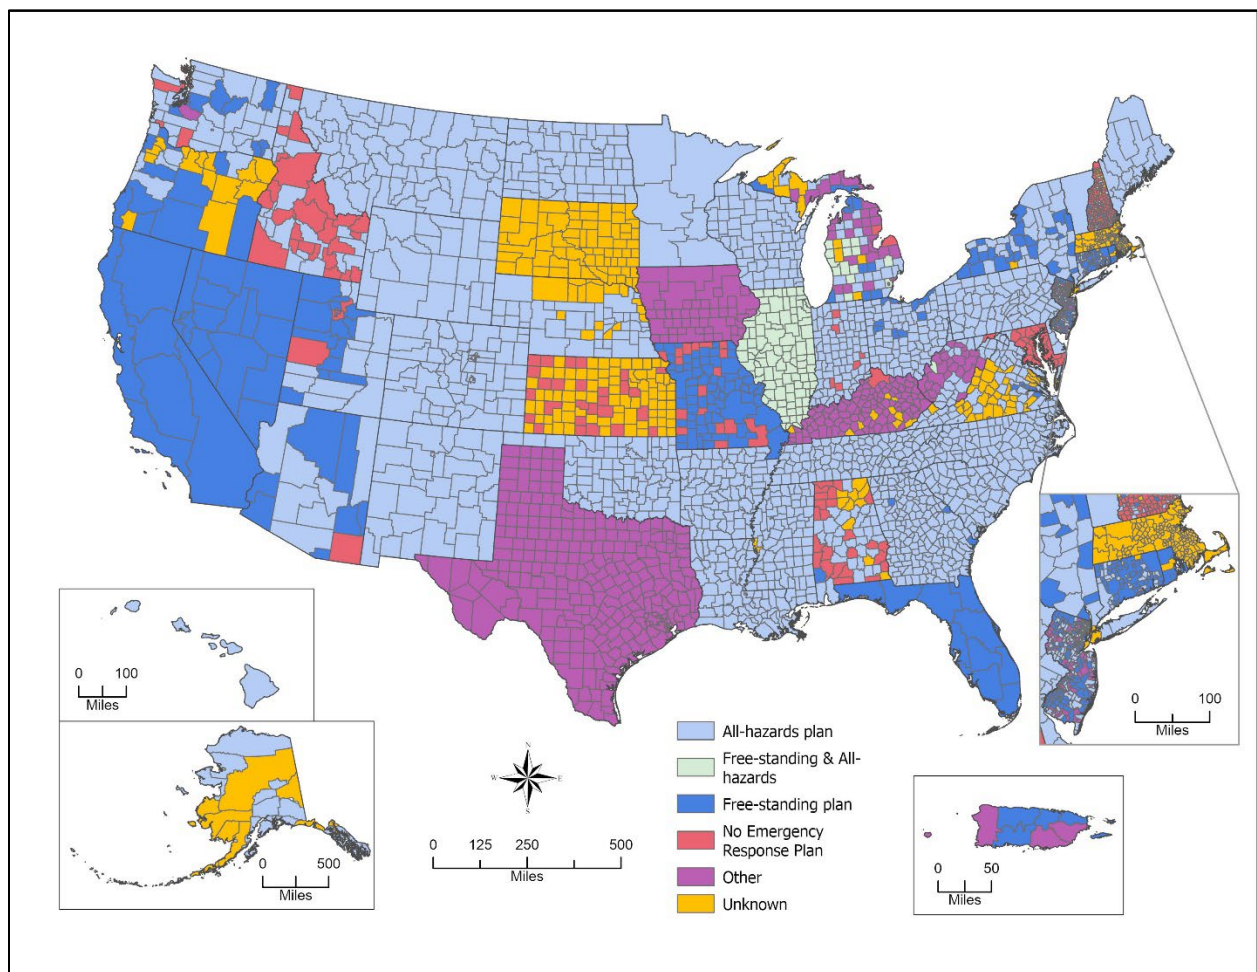 0 100
Miles
0 500
Miles
N
W E
S
0 125 250 500
Miles
All-hazards plan
Free-standing & All-
hazards
Free-standing plan
No Emergency
Response Plan
Other
Unknown
0 100
Miles
0 50
Miles